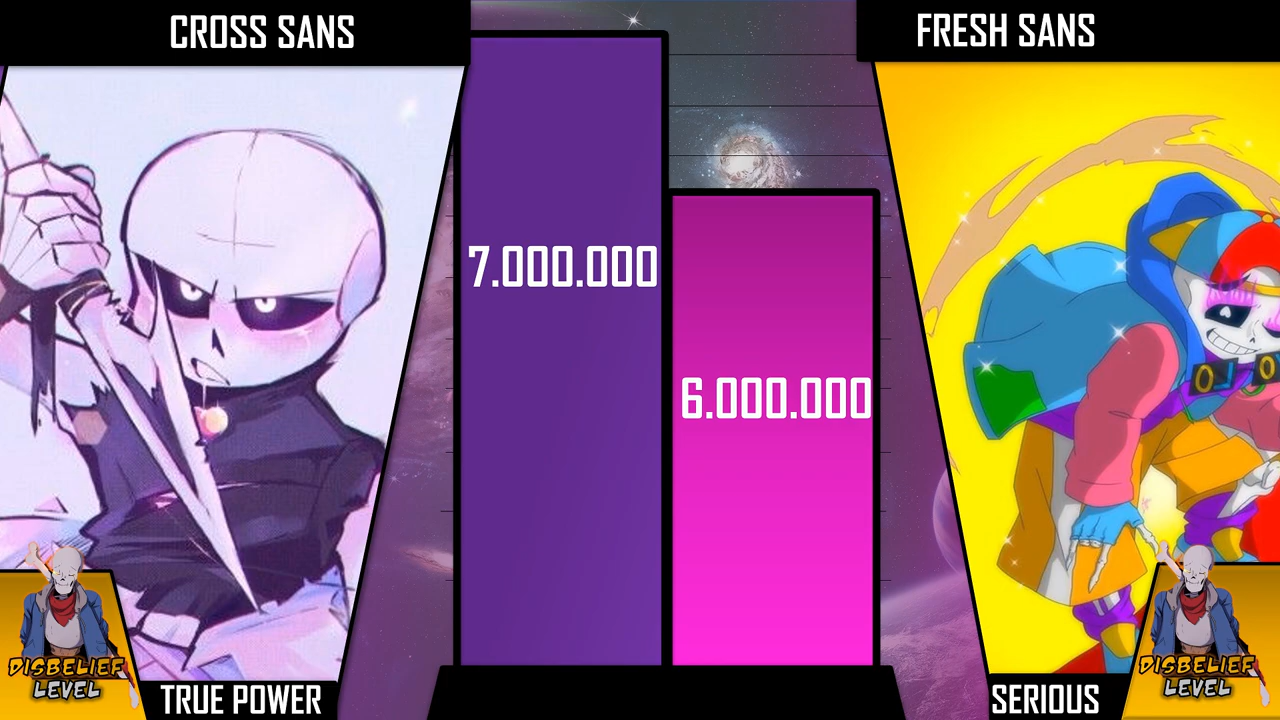 CROSS SANS
FRESH SANS
7.000.000
6.000.000
DISBELIEF
LEVEL
TRUE POWER
SERIOUS
DISBELIEF
LEVEL